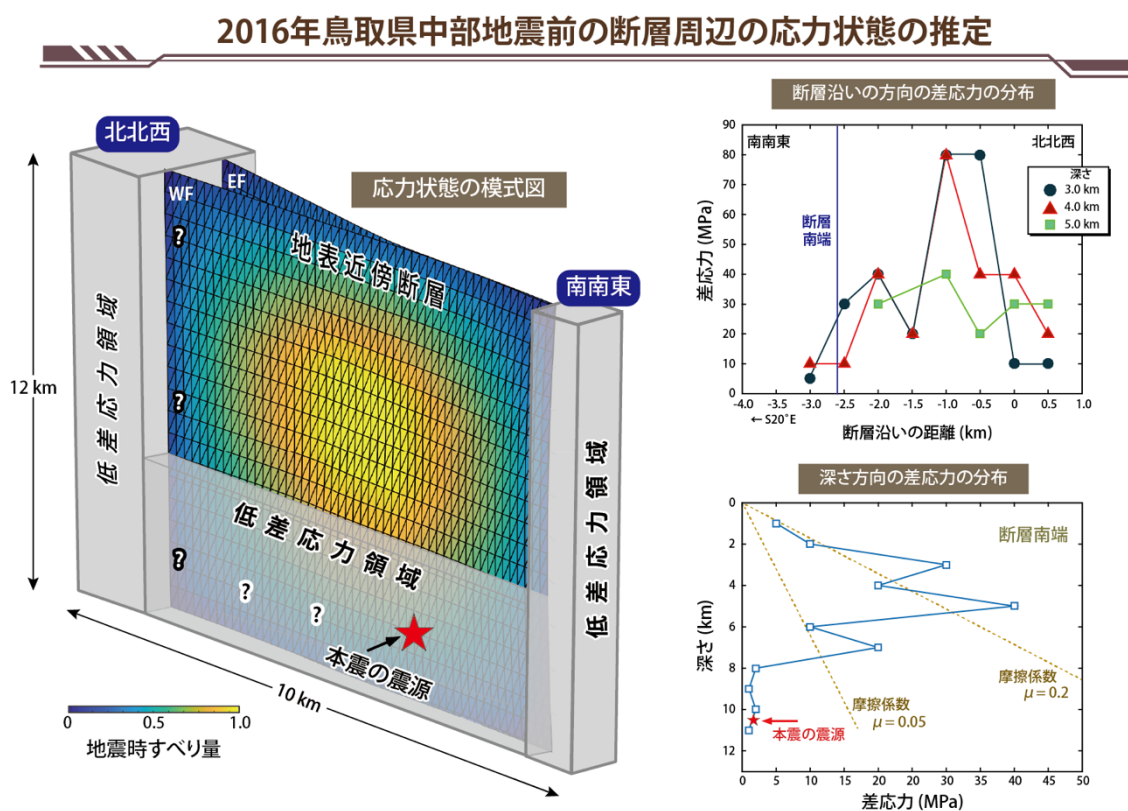 2016年鳥取県中部地震前の断層周辺の応力状態の推定
北北西
WF
EF
応力状態の模式図
地表近傍断層
南南東
?
?
?
?
?
12 km
低差応力領域
低差応力領域
低差応力領域
本震の震源
10 km
0 0.5 1.0
地震時すべり量
断層沿いの方向の差応力の分布
南南東
北北西
断層
南端
深さ
3.0 km
4.0 km
5.0 km
差応力 (MPa)
90
80
70
60
50
40
30
20
10
0
-4.0 -3.5 -3.0 -2.5 -2.0 -1.5 -1.0 -0.5 0 0.5 1.0
← S20°E
断層沿いの距離 (km)
深さ方向の差応力の分布
断層南端
深さ (km)
0
2
4
6
8
10
12
摩擦係数
μ = 0.2
摩擦係数
μ = 0.05
本震の震源
0 5 10 15 20 25 30 35 40 45 50
差応力 (MPa)